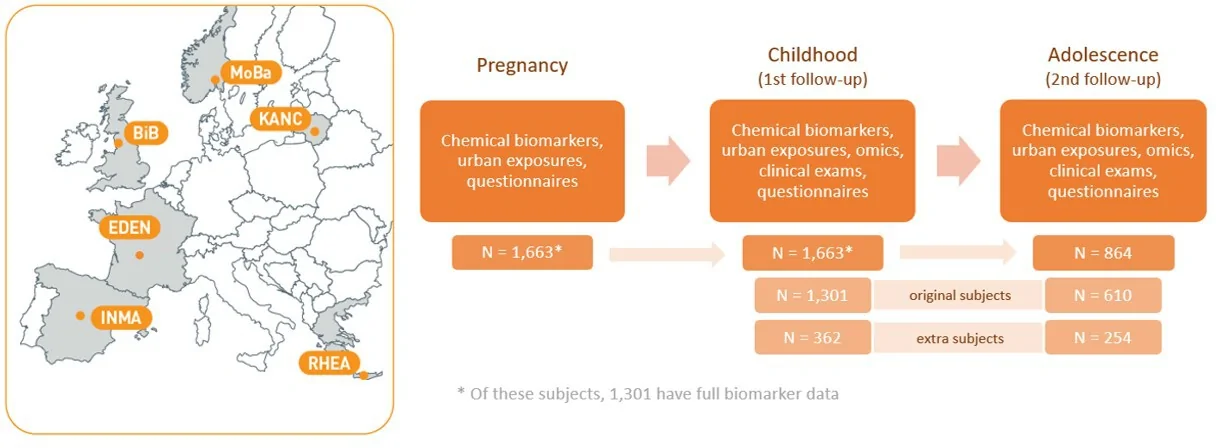 MoBa
KANC
BiB
EDEN
INMA
RHEA
Pregnancy
Childhood
(1st follow-up)
Adolescence
(2nd follow-up)
Chemical biomarkers,
urban exposures,
questionnaires
Chemical biomarkers,
urban exposures, omics,
clinical exams,
questionnaires
Chemical biomarkers,
urban exposures, omics,
clinical exams,
questionnaires
N = 1,663*
N = 1,663*
N = 864
N = 1,301
original subjects
N = 610
N = 362
extra subjects
N = 254
* Of these subjects, 1,301 have full biomarker data